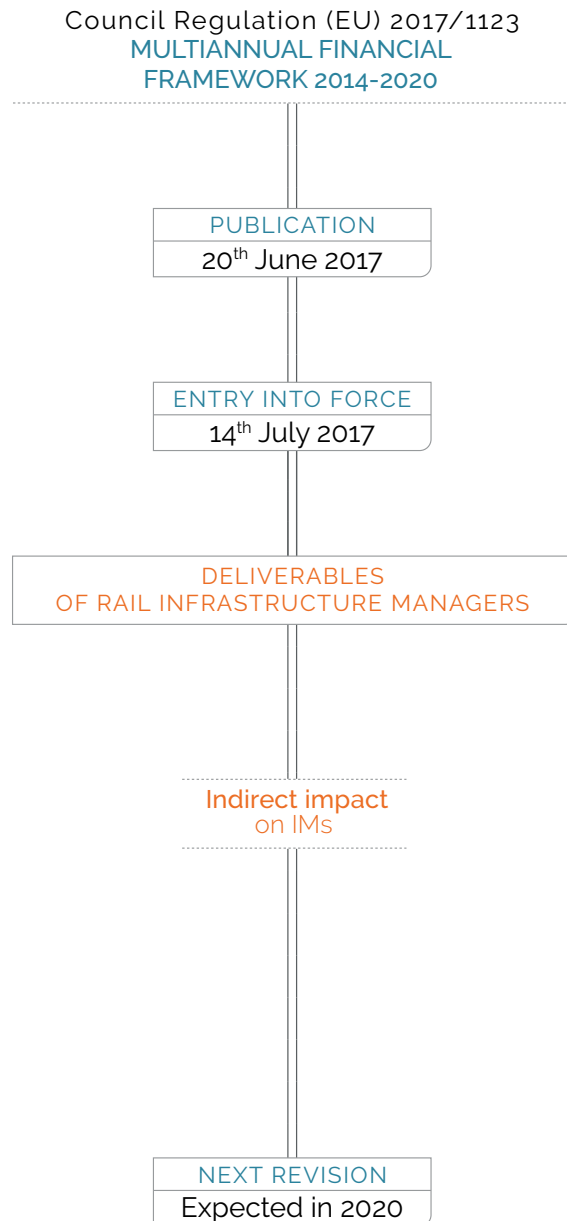 Council Regulation (EU) 2017/1123
MULTIANNUAL FINANCIAL
FRAMEWORK 2014-2020
PUBLICATION
20th June 2017
ENTRY INTO FORCE
14th July 2017
DELIVERABLES
OF RAIL INFRASTRUCTURE MANAGERS
Indirect impact
on IMs
NEXT REVISION
Expected in 2020